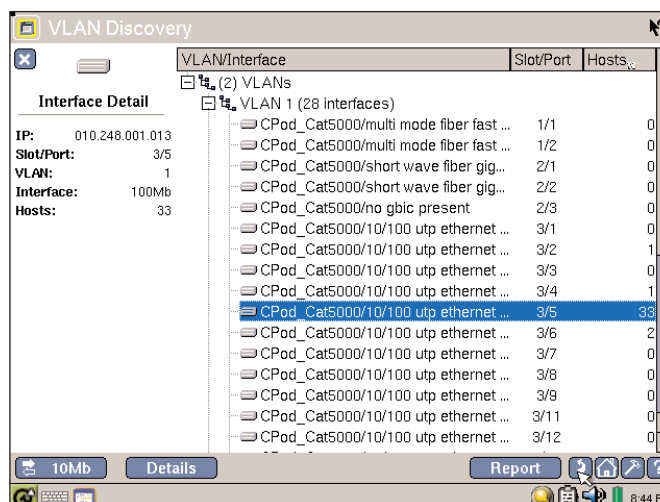 VLAN Discovery
VLAN/Interface Slot/Port Hosts
Interface Detail
IP: 010.248.001.013
Slot/Port: 3/5
VLAN: 1
Interface: 100Mb
Hosts: 33
(2) VLANs
VLAN 1 (28 interfaces)
CPod_Cat5000/multi mode fiber fast ... 1/1 0
CPod_Cat5000/multi mode fiber fast ... 1/2 0
CPod_Cat5000/short wave fiber gig... 2/1 0
CPod_Cat5000/short wave fiber gig... 2/2 0
CPod_Cat5000/no gbic present 2/3 0
CPod_Cat5000/10/100 utp ethernet ... 3/1 0
CPod_Cat5000/10/100 utp ethernet ... 3/2 1
CPod_Cat5000/10/100 utp ethernet ... 3/3 0
CPod_Cat5000/10/100 utp ethernet ... 3/4 1
CPod_Cat5000/10/100 utp ethernet ... 3/5 33
CPod_Cat5000/10/100 utp ethernet ... 3/6 2
CPod_Cat5000/10/100 utp ethernet ... 3/7 0
CPod_Cat5000/10/100 utp ethernet ... 3/8 0
CPod_Cat5000/10/100 utp ethernet ... 3/9 0
CPod_Cat5000/10/100 utp ethernet ... 3/11 0
CPod_Cat5000/10/100 utp ethernet ... 3/12 0
10Mb Details Report ?
8:44